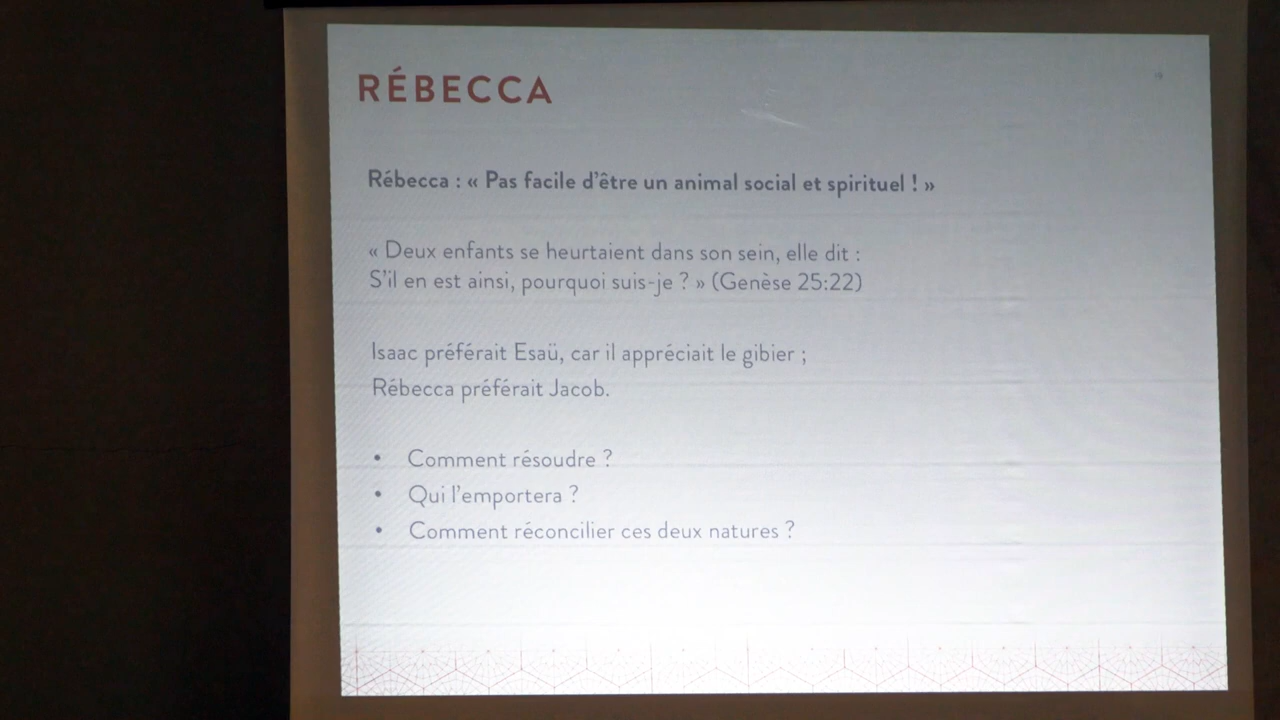 RÉBECCA
Rébecca : « Pas facile d'être un animal social et spirituel ! »
« Deux enfants se heurtaient dans son sein, elle dit :
S'il en est ainsi, pourquoi suis-je ? » (Genèse 25:22)
Isaac préférait Esaü, car il appréciait le gibier ;
Rébecca préférait Jacob.
• Comment résoudre ?
• Qui l'emportera ?
• Comment réconcilier ces deux natures ?